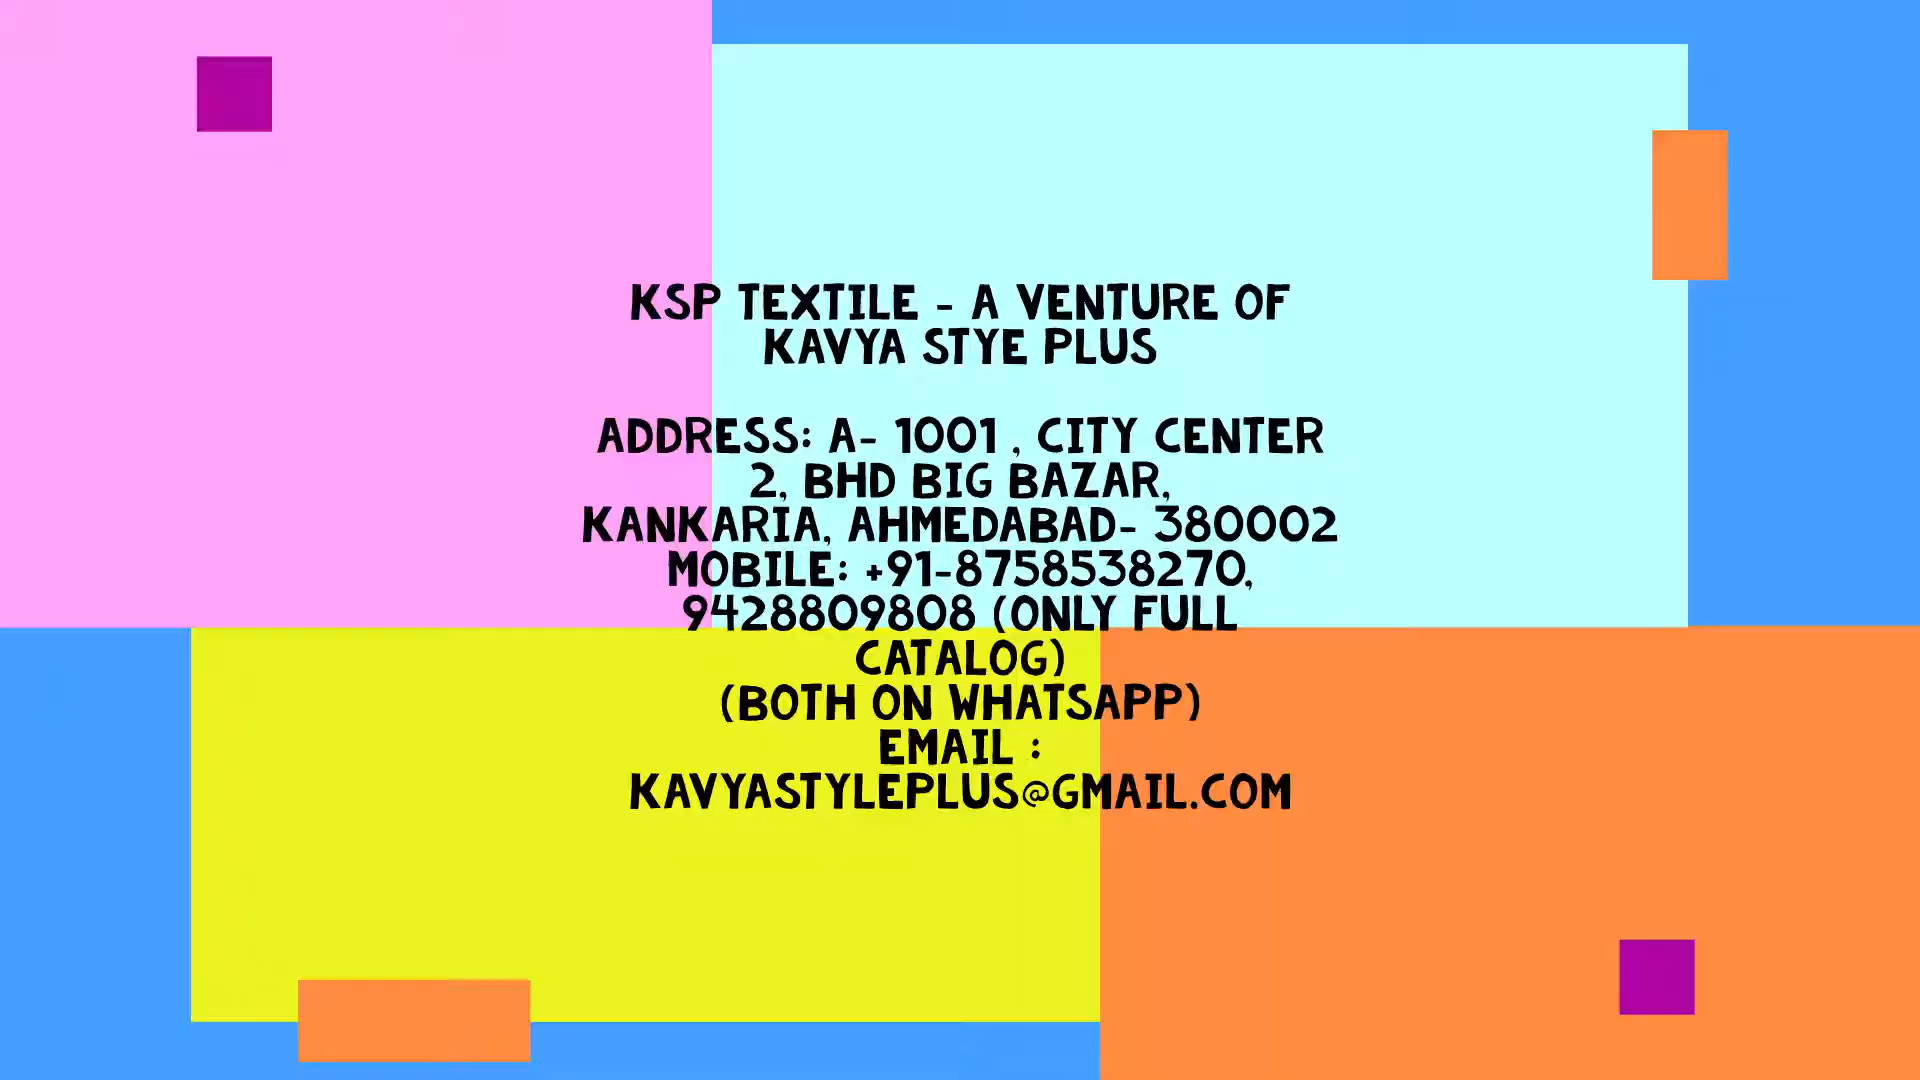 KSP TEXTILE - A VENTURE OF
KAVYA STYE PLUS
ADDRESS: A- 1001 , CITY CENTER
2, BHD BIG BAZAR,
KANKARIA, AHMEDABAD- 380002
MOBILE: +91-8758538270,
9428809808 (ONLY FULL
CATALOG)
(BOTH ON WHATSAPP)
EMAIL :
KAVYASTYLEPLUS@GMAIL.COM